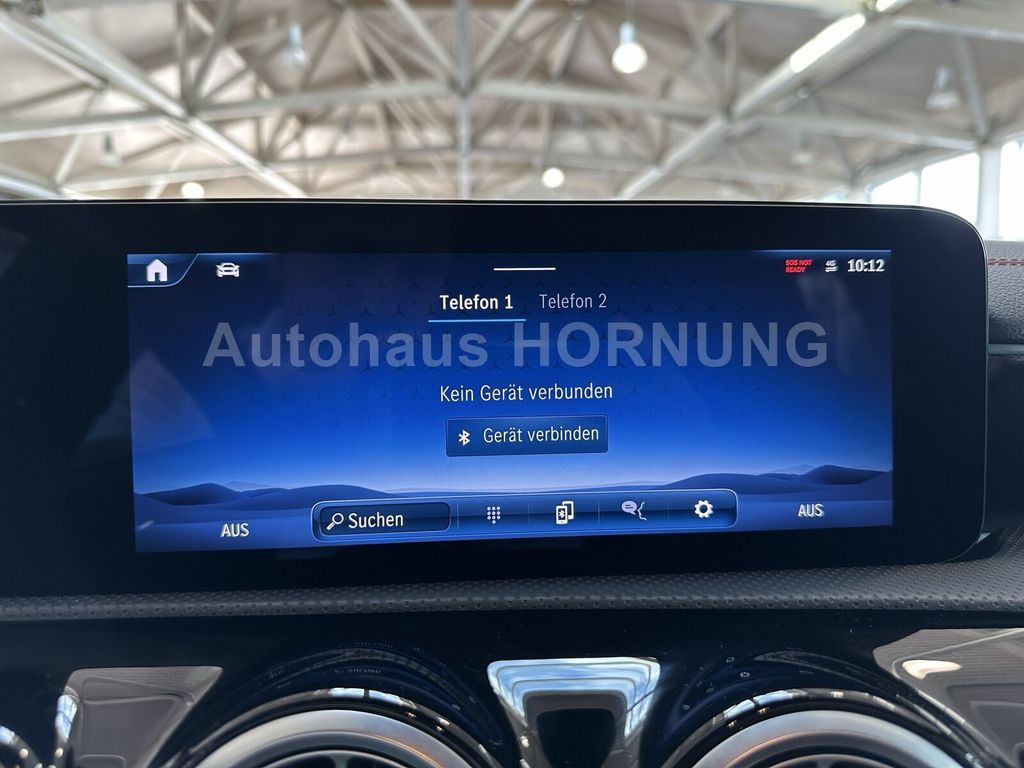 SOS NOT
READY
4G
10:12
Telefon 1
Telefon 2
Autohaus HORNUNG
Kein Gerät verbunden
Gerät verbinden
AUS
Suchen
AUS